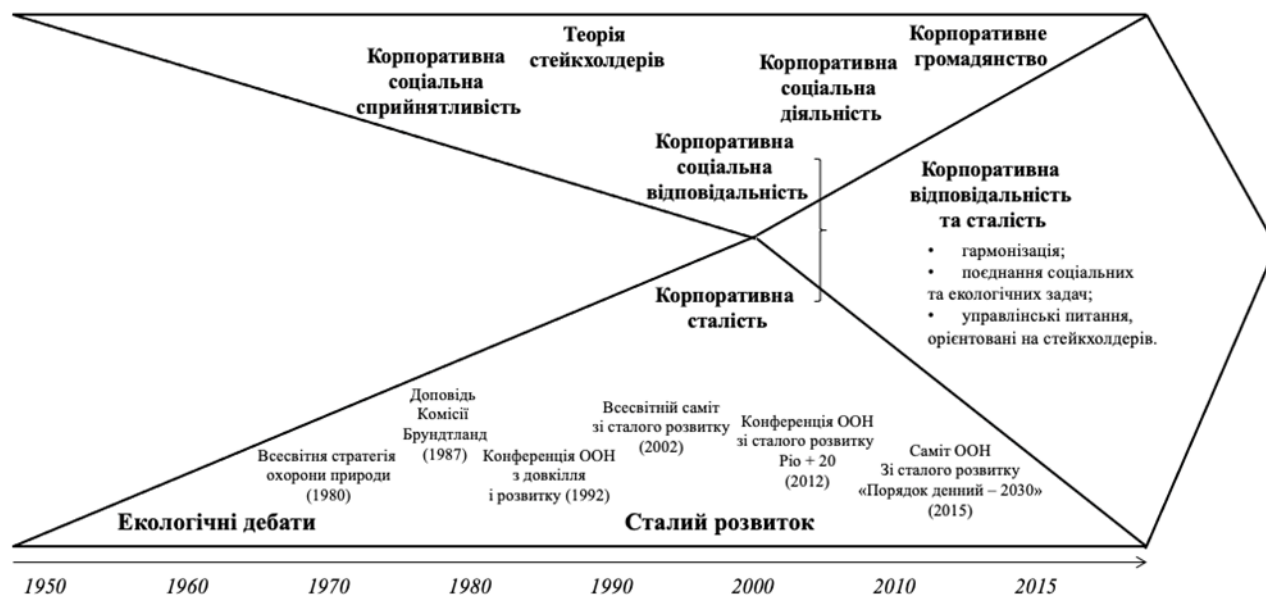 Теорія
стейкхолдерів
Корпоративна
соціальна
сприйнятливість
Корпоративна
соціальна
діяльність
Корпоративне
громадянство
Корпоративна
соціальна
відповідальність
Корпоративна
відповідальність
та сталість
• гармонізація;
• поєднання соціальних
та екологічних задач;
• управлінські питання,
орієнтовані на стейкхолдерів.
Корпоративна
сталість
Всесвітня стратегія
охорони природи
(1980)
Доповідь
Комісії
Брундтланд
(1987)
Конференція ООН
з довкілля
і розвитку (1992)
Всесвітній саміт
зі сталого розвитку
(2002)
Конференція ООН
зі сталого розвитку
Ріо + 20
(2012)
Саміт ООН
Зі сталого розвитку
«Порядок денний – 2030»
(2015)
Екологічні дебати
Сталий розвиток
1950 1960 1970 1980 1990 2000 2010 2015